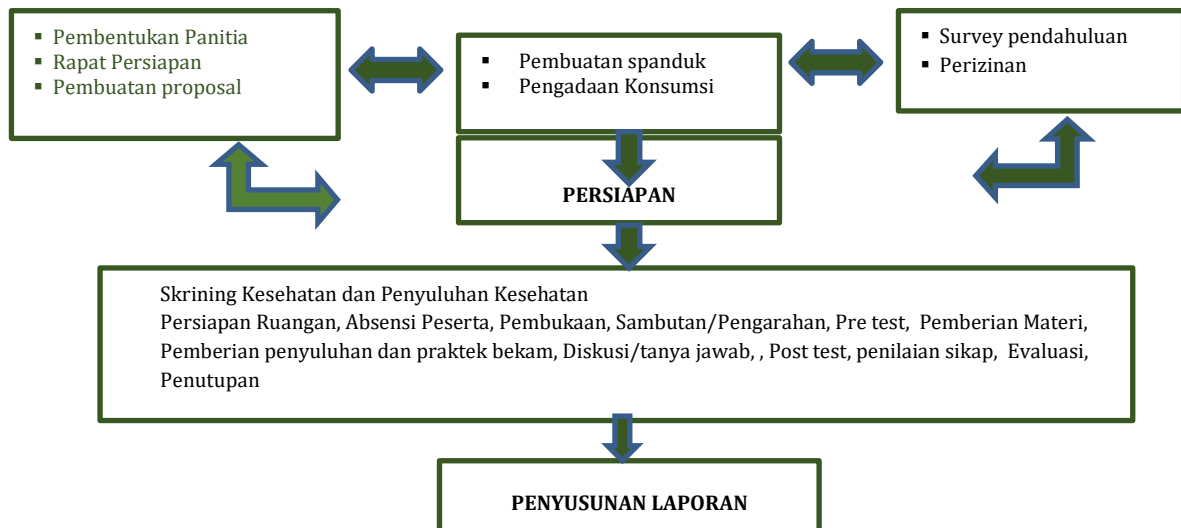 ▪ Pembentukan Panitia
▪ Rapat Persiapan
▪ Pembuatan proposal
▪ Pembuatan spanduk
▪ Pengadaan Konsumsi
▪ Survey pendahuluan
▪ Perizinan
PERSIAPAN
Skrining Kesehatan dan Penyuluhan Kesehatan
Persiapan Ruangan, Absensi Peserta, Pembukaan, Sambutan/Pengarahan, Pre test, Pemberian Materi,
Pemberian penyuluhan dan praktek bekam, Diskusi/tanya jawab, , Post test, penilaian sikap, Evaluasi,
Penutupan
PENYUSUNAN LAPORAN